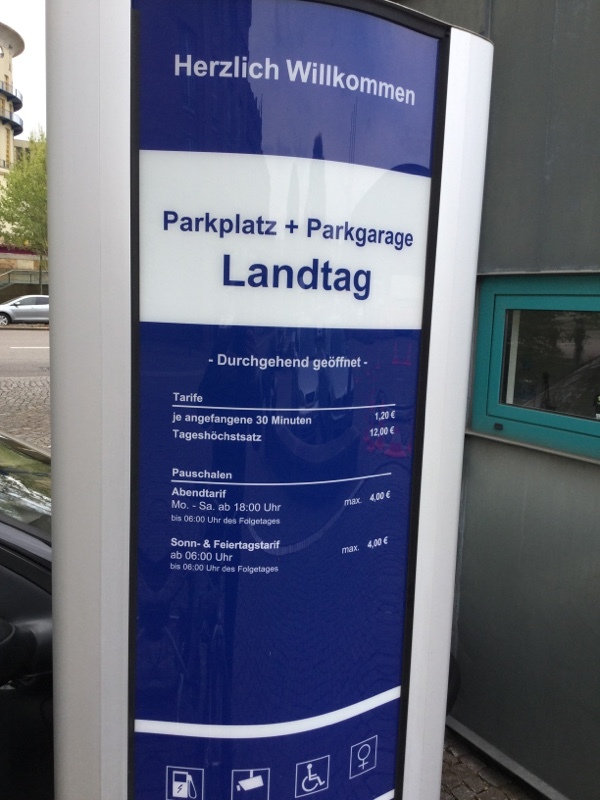 Herzlich Willkommen
Parkplatz + Parkgarage
Landtag
- Durchgehend geöffnet -
Tarife
je angefangene 30 Minuten 1,20 €
Tageshöchstsatz 12,00 €
Pauschalen
Abendtarif
Mo. - Sa. ab 18:00 Uhr max. 4,00 €
bis 06:00 Uhr des Folgetages
Sonn- & Feiertagstarif
ab 06:00 Uhr max. 4,00 €
bis 06:00 Uhr des Folgetages